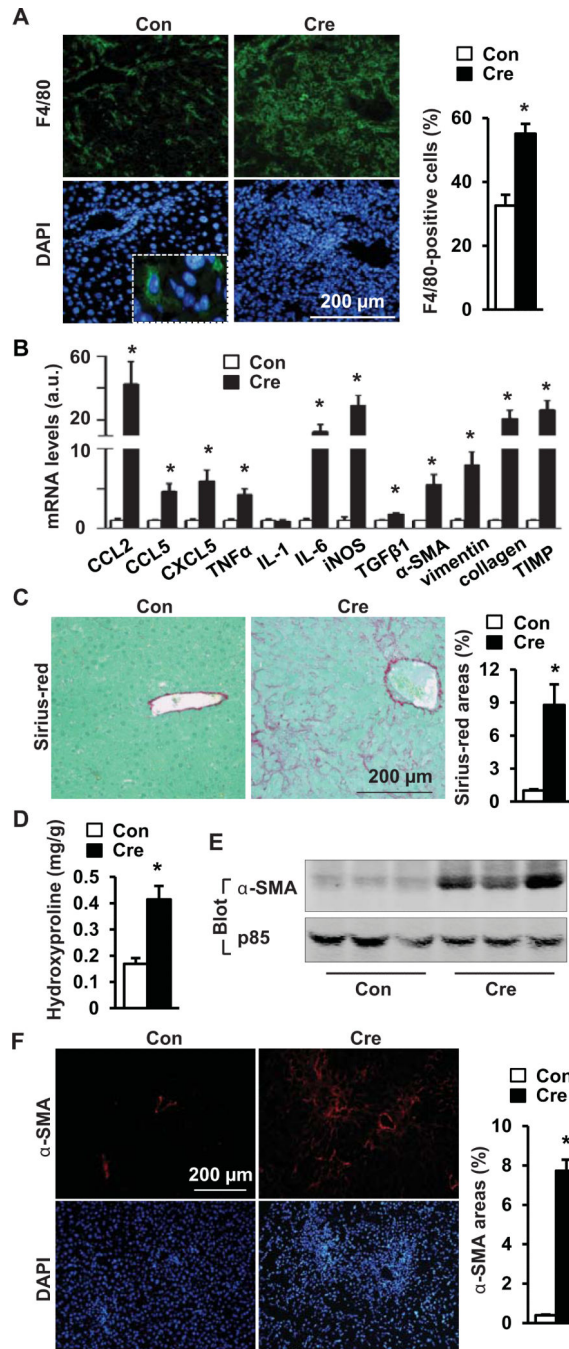 A
Con
Cre
F4/80
DAPI
200 µm
Con
Cre
F4/80-positive cells (%)
60
40
20
0
*
B
mRNA levels (a.u.)
60
40
20
10
5
0
Con
Cre
* * * * * * * * * * *
CCL2
CCL5
CXCL5
TNFα
IL-1
IL-6
iNOS
TGFβ1
α-SMA
vimentin
collagen
TIMP
C
Con
Cre
Sirius-red
200 µm
Con
Cre
Sirius-red areas (%)
12
9
6
3
0
*
D
Con
Cre
Hydroxyproline (mg/g)
0.5
0.4
0.3
0.2
0.1
0
*
E
Blot
α-SMA
p85
Con
Cre
F
Con
Cre
α-SMA
200 µm
DAPI
Con
Cre
α-SMA areas (%)
10
8
6
4
2
0
*